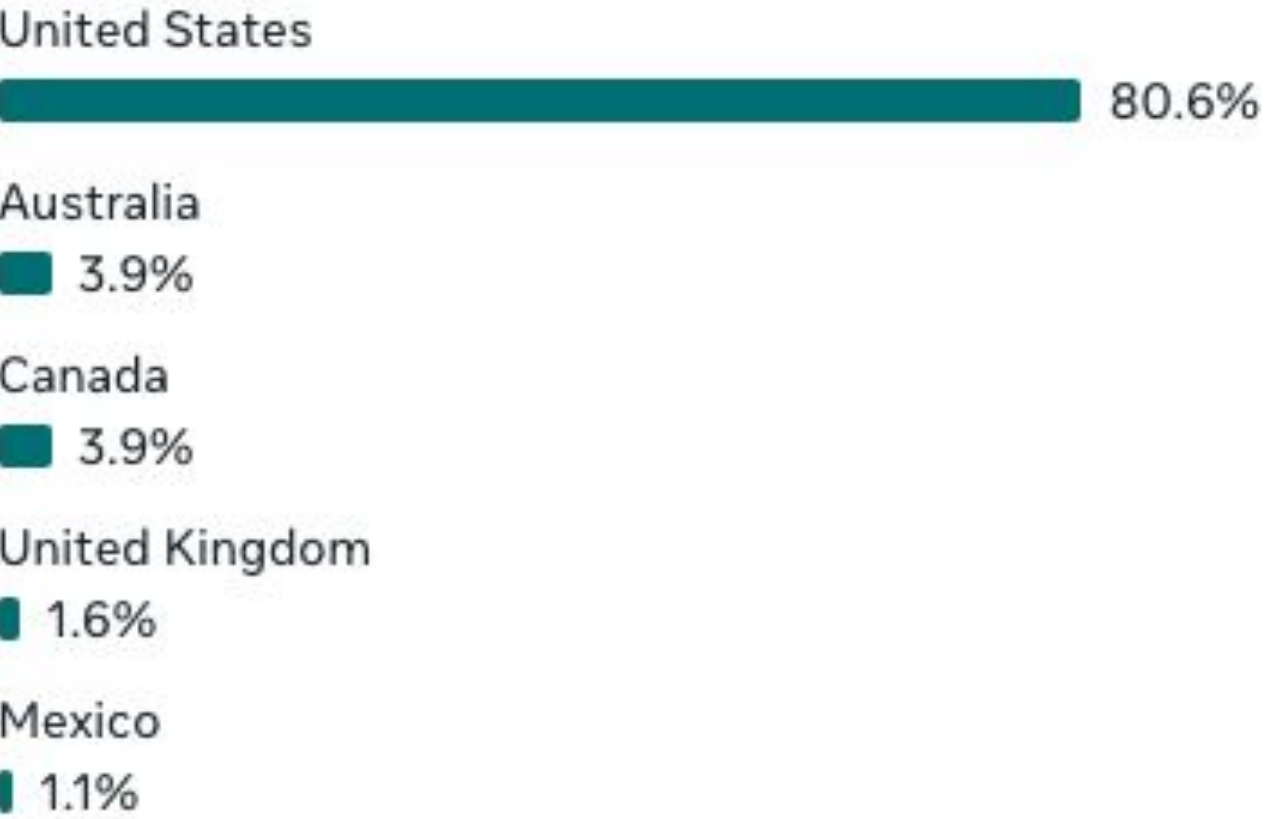 United States
80.6%
Australia
3.9%
Canada
3.9%
United Kingdom
1.6%
Mexico
1.1%